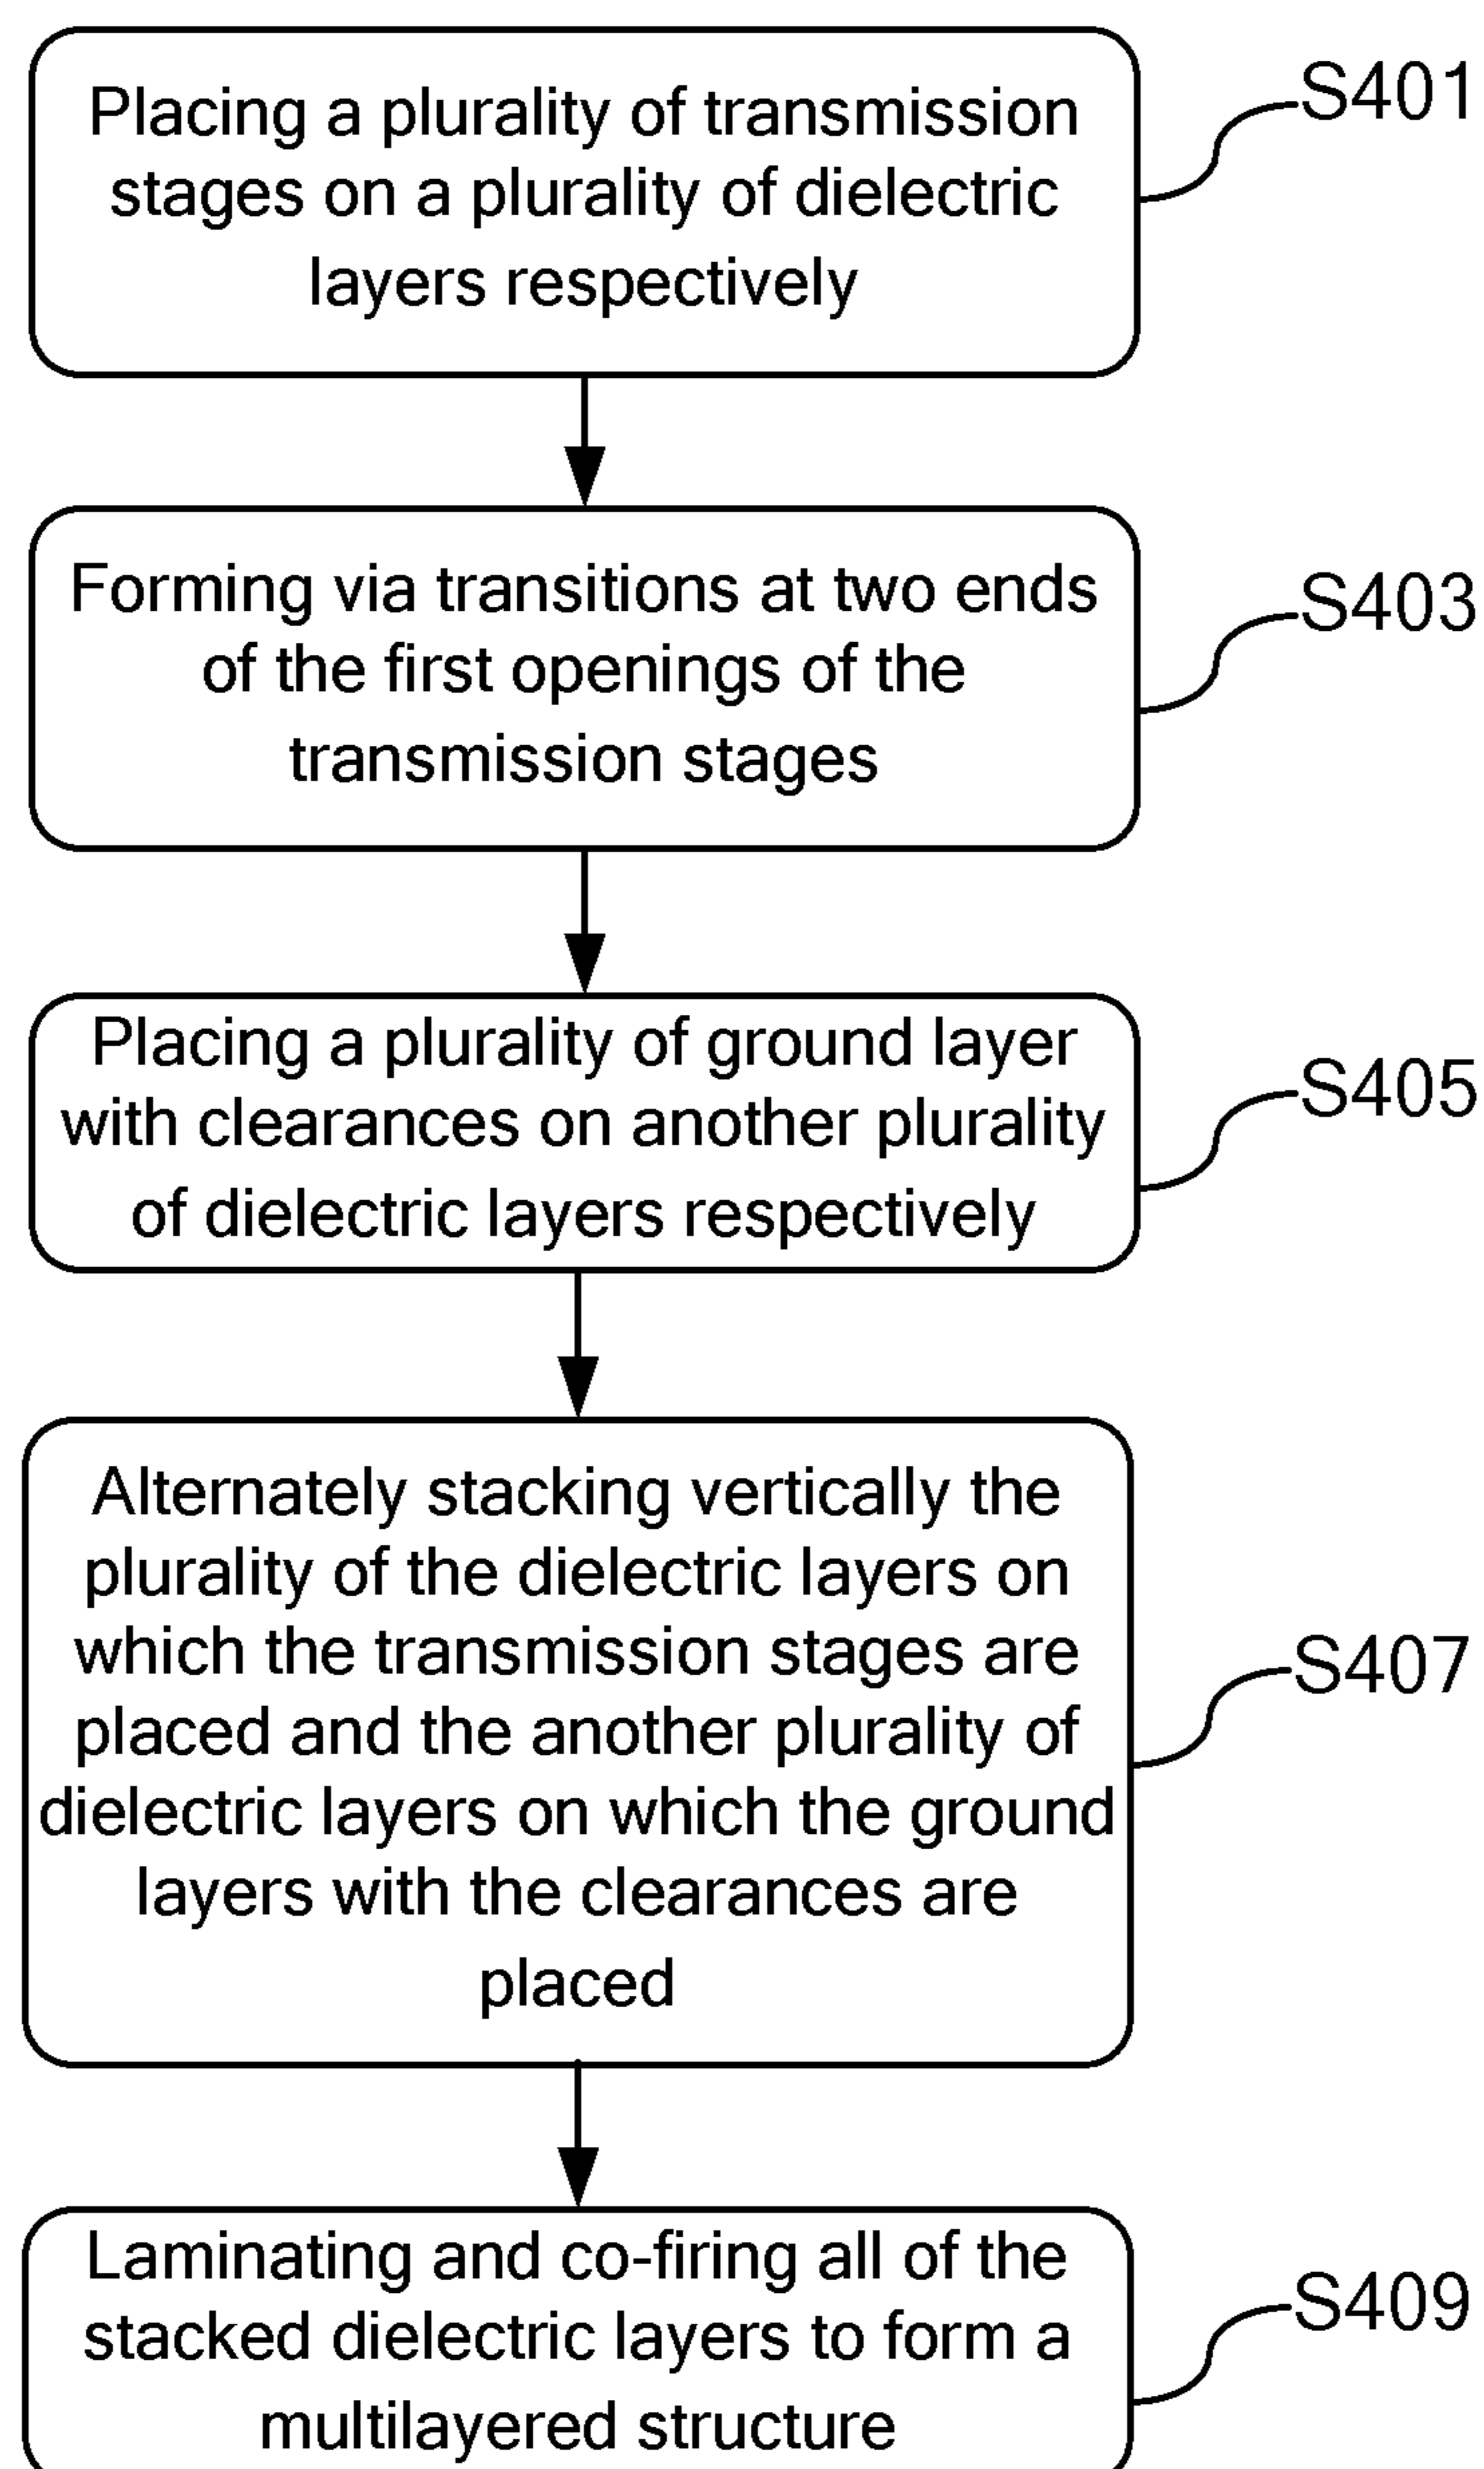 Placing a plurality of transmission
stages on a plurality of dielectric
layers respectively
S401
Forming via transitions at two ends
of the first openings of the
transmission stages
S403
Placing a plurality of ground layer
with clearances on another plurality
of dielectric layers respectively
S405
Alternately stacking vertically the
plurality of the dielectric layers on
which the transmission stages are
placed and the another plurality of
dielectric layers on which the ground
layers with the clearances are
placed
S407
Laminating and co-firing all of the
stacked dielectric layers to form a
multilayered structure
S409